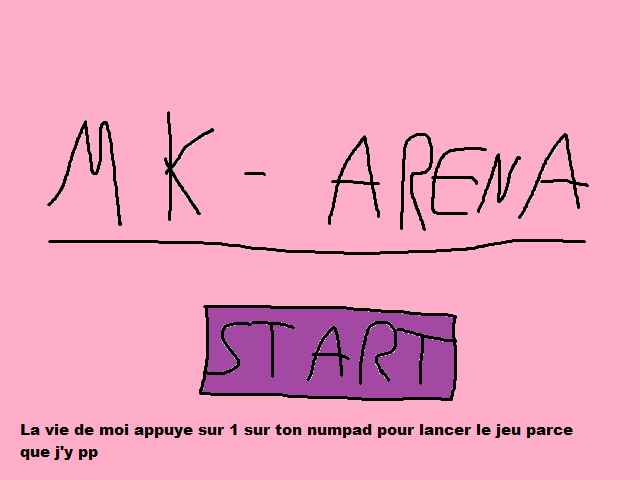 MK - ARENA
START
La vie de moi appuye sur 1 sur ton numpad pour lancer le jeu parce
que j'y pp